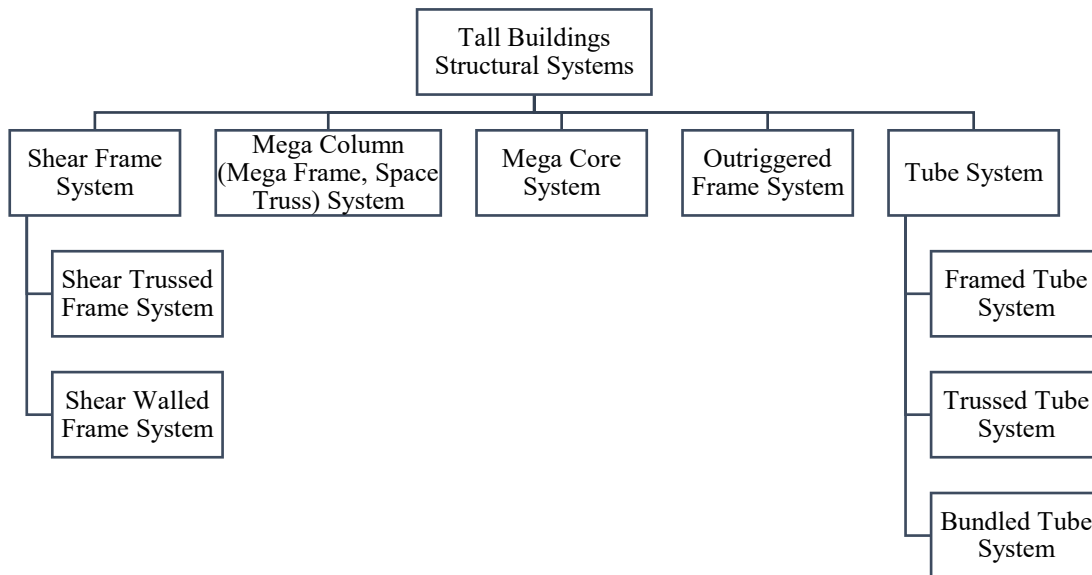 Tall Buildings
Structural Systems
Shear Frame
System
Mega Column
(Mega Frame, Space
Truss) System
Mega Core
System
Outriggered
Frame System
Tube System
Shear Trussed
Frame System
Shear Walled
Frame System
Framed Tube
System
Trussed Tube
System
Bundled Tube
System